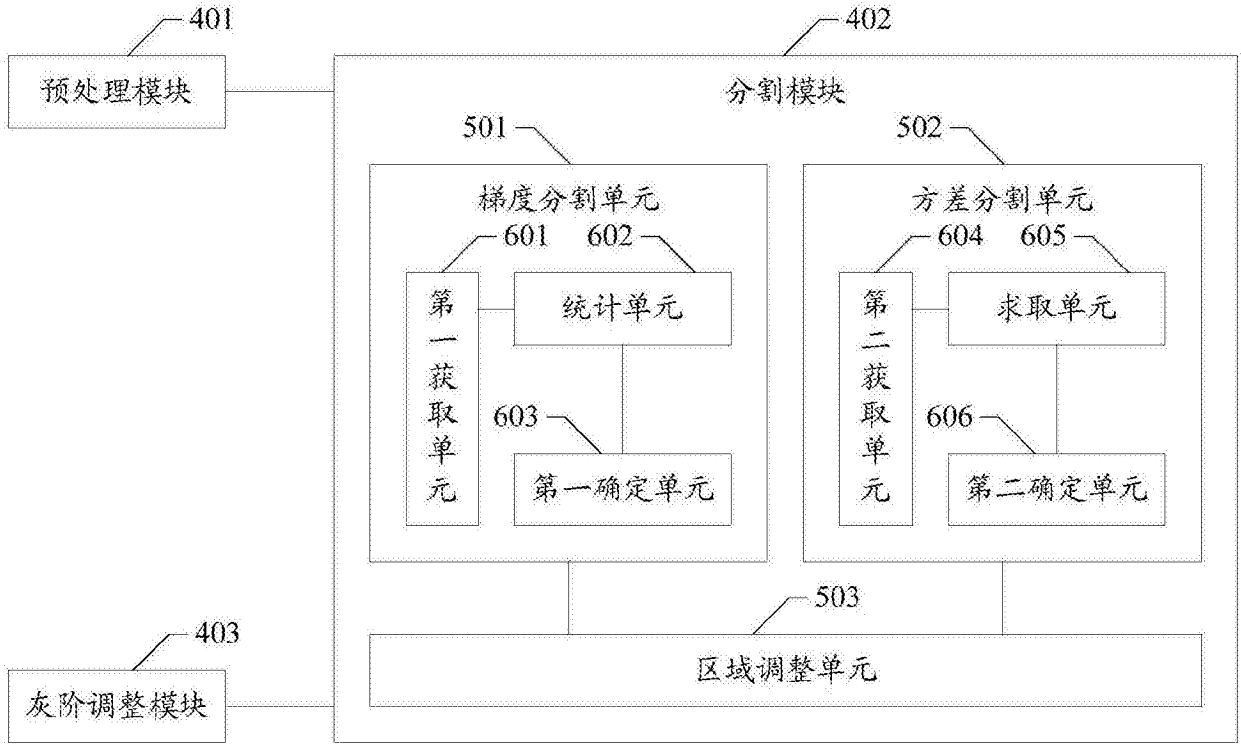 401
预处理模块
402
分割模块
501
梯度分割单元
601
第一获取单元
602
统计单元
603
第一确定单元
502
方差分割单元
604
第二获取单元
605
求取单元
606
第二确定单元
503
区域调整单元
403
灰阶调整模块